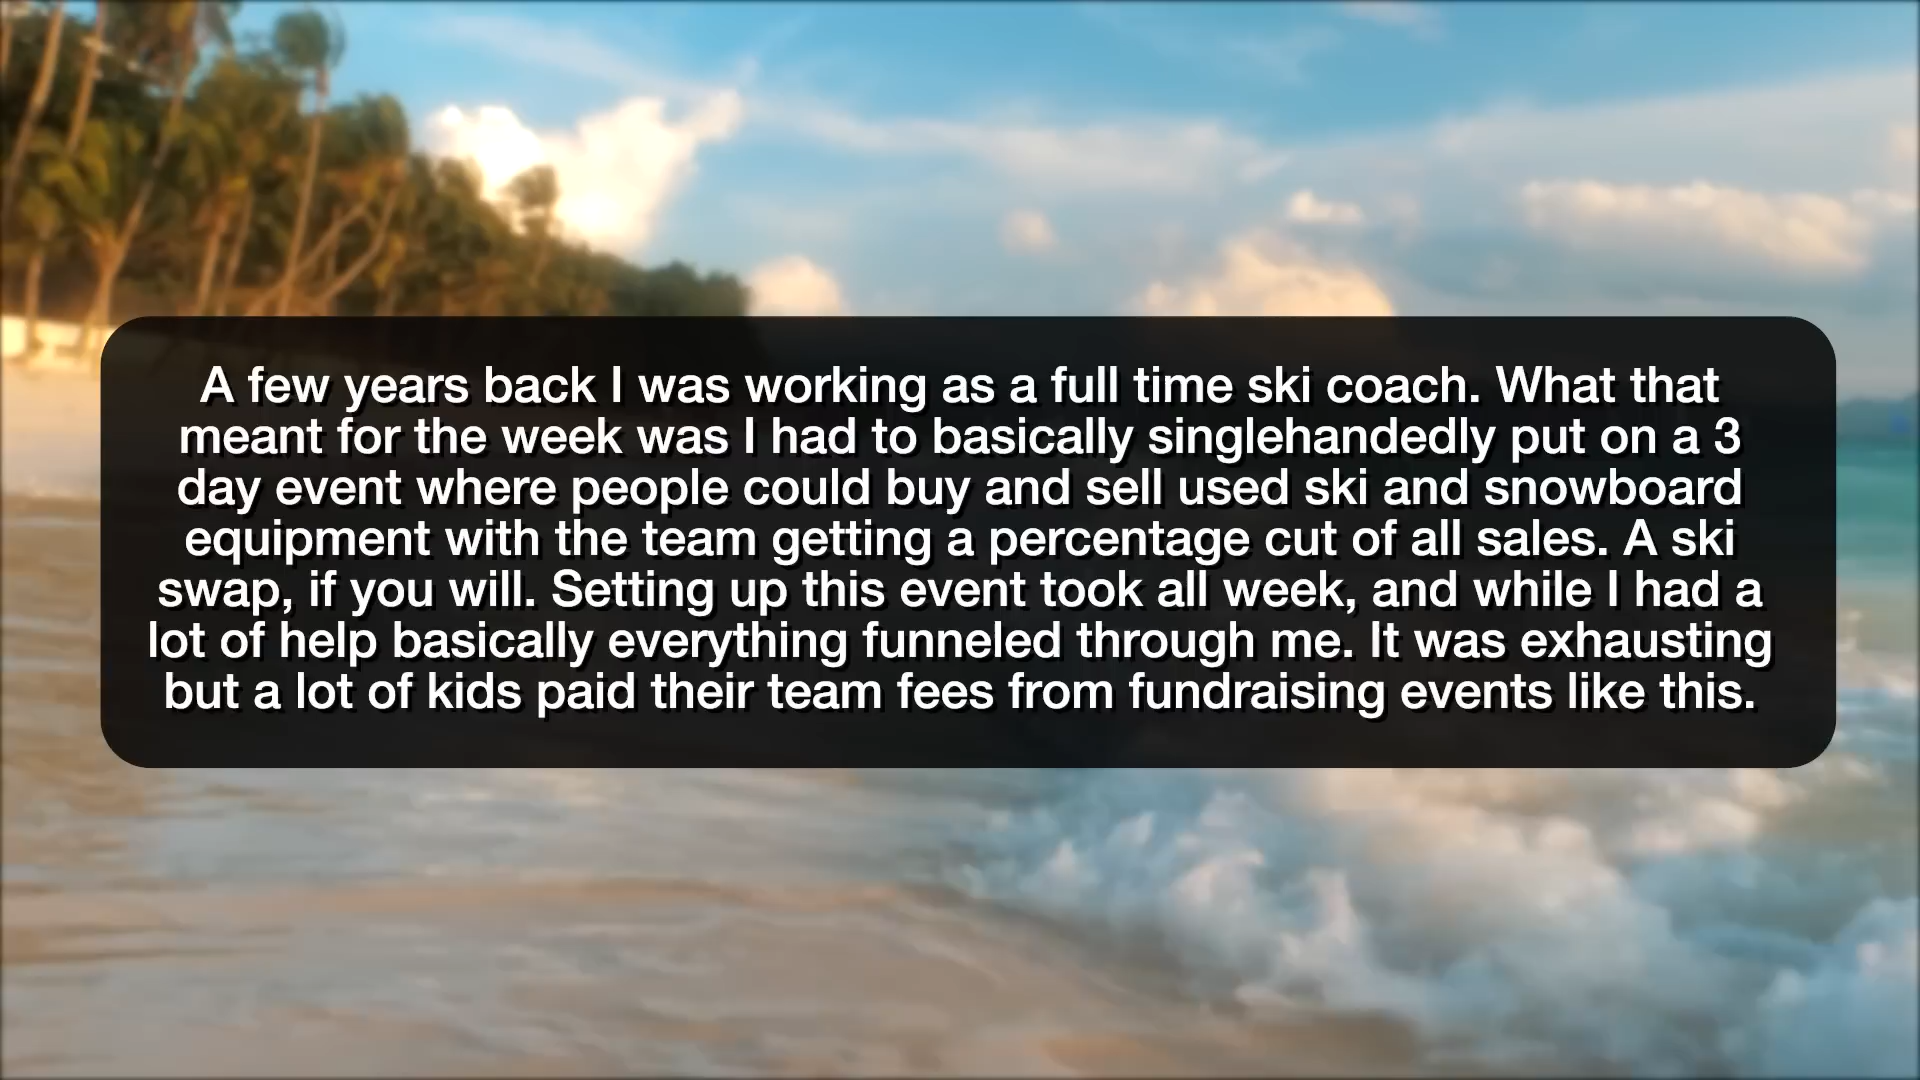 A few years back I was working as a full time ski coach. What that
meant for the week was I had to basically singlehandedly put on a 3
day event where people could buy and sell used ski and snowboard
equipment with the team getting a percentage cut of all sales. A ski
swap, if you will. Setting up this event took all week, and while I had a
lot of help basically everything funneled through me. It was exhausting
but a lot of kids paid their team fees from fundraising events like this.